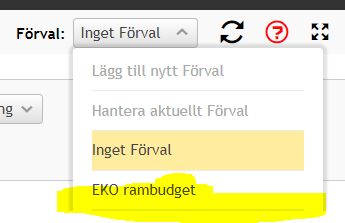 Förval: Inget Förval
Lägg till nytt Förval
Hantera aktuellt Förval
ng
Inget Förval
EKO rambudget